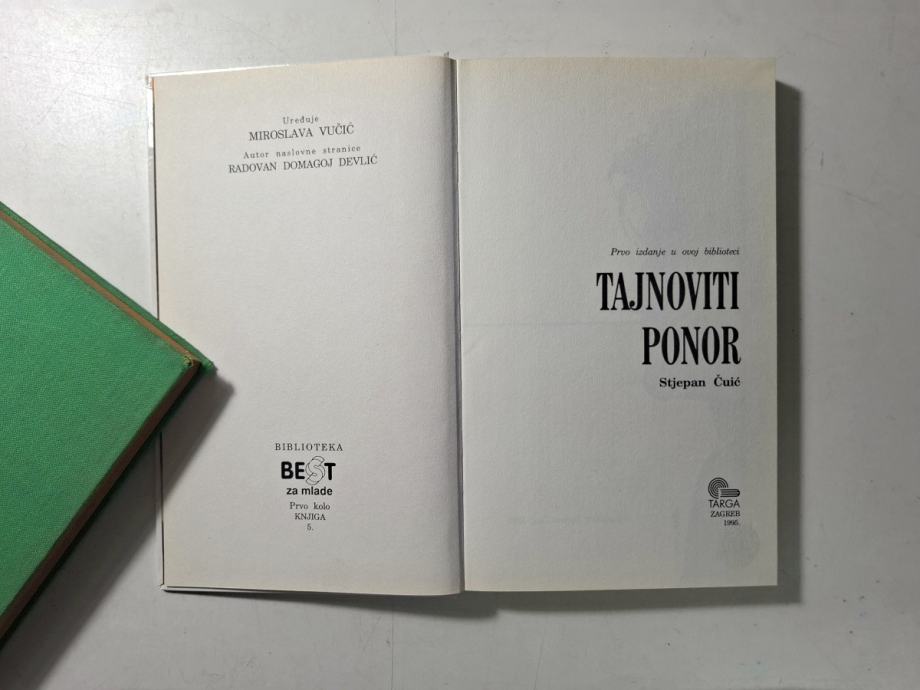 Uređuje
MIROSLAVA VUČIĆ
Autor naslovne stranice
RADOVAN DOMAGOJ DEVLIĆ
BIBLIOTEKA
BEST
za mlade
Prvo kolo
KNJIGA
5.
Prvo izdanje u ovoj biblioteci
TAJNOVITI
PONOR
Stjepan Čuić
TARGA
ZAGREB
1995.